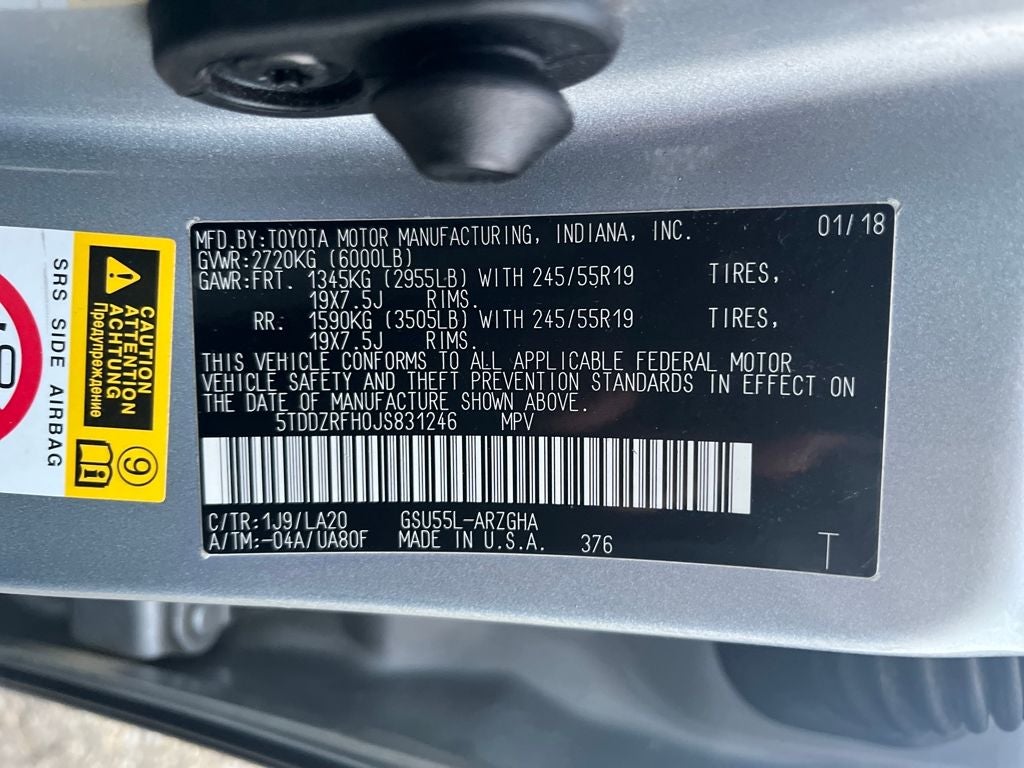 MFD.BY:TOYOTA MOTOR MANUFACTURING, INDIANA, INC. 01/18
GVWR:2720KG (6000LB)
GAWR:FRT. 1345KG (2955LB) WITH 245/55R19 TIRES,
19X7.5J RIMS.
RR. 1590KG (3505LB) WITH 245/55R19 TIRES,
19X7.5J RIMS.
THIS VEHICLE CONFORMS TO ALL APPLICABLE FEDERAL MOTOR
VEHICLE SAFETY AND THEFT PREVENTION STANDARDS IN EFFECT ON
THE DATE OF MANUFACTURE SHOWN ABOVE.
5TDDZRFH0JS831246 MPV
C/TR:1J9/LA20 GSU55L-ARZGHA
A/TM:-04A/UA80F MADE IN U.S.A. 376 T
CAUTION
ATTENTION
ACHTUNG
Предупреждение
SRS SIDE AIRBAG
9